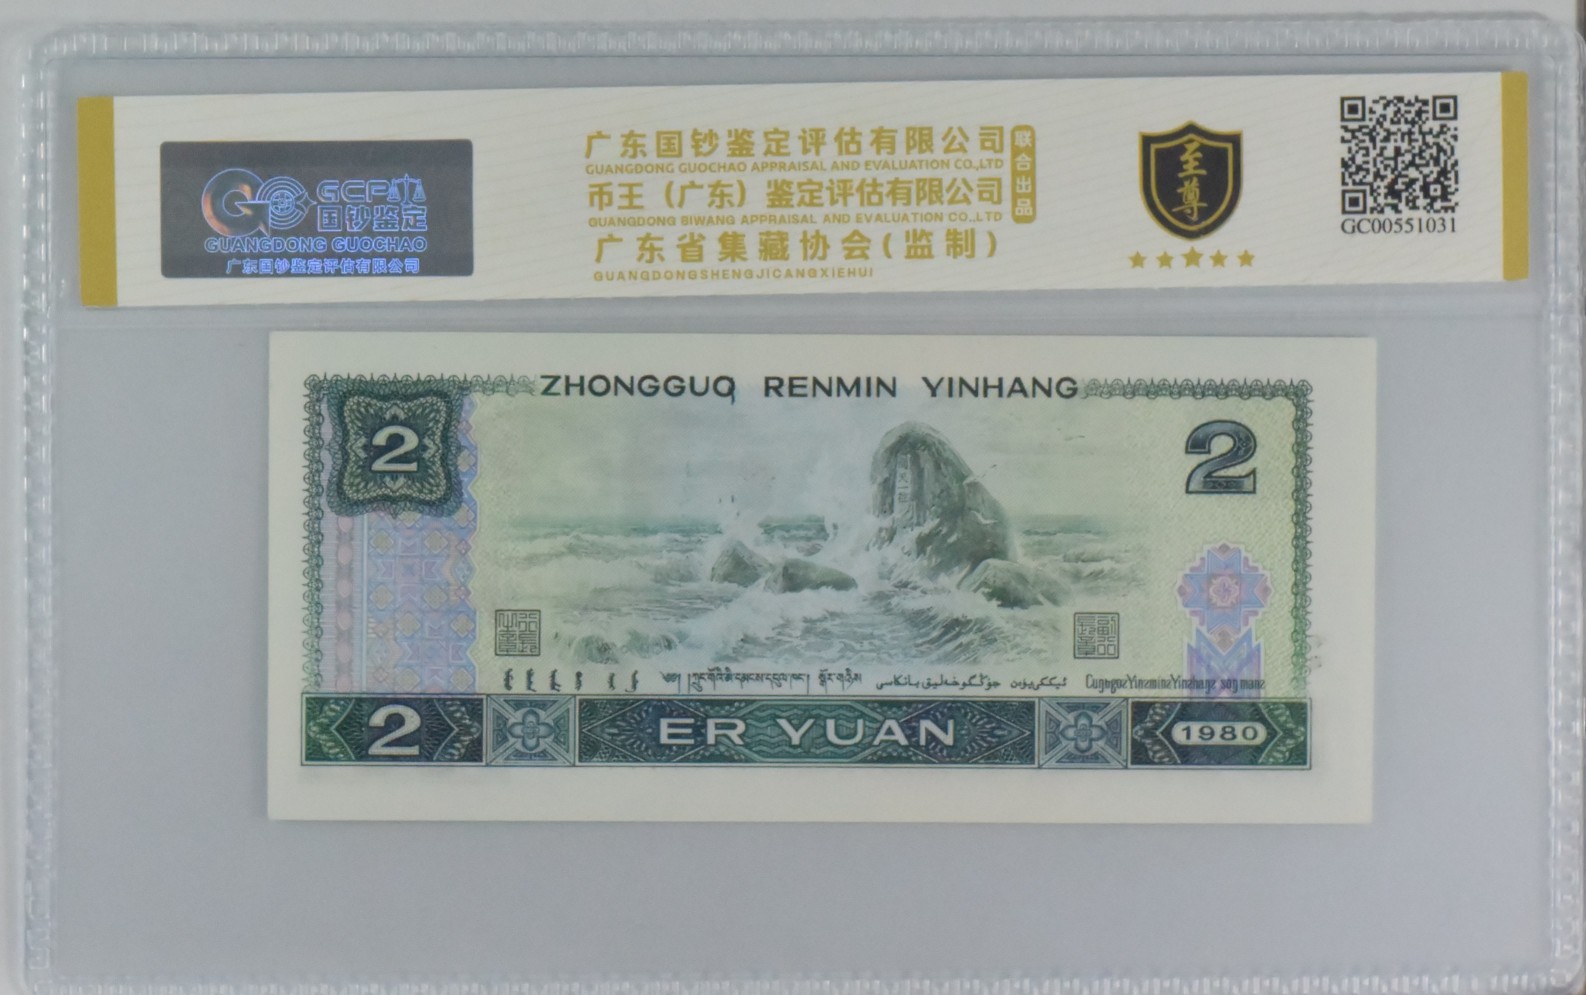 GCP
国钞鉴定
GUANGDONG GUOCHAO
广东国钞鉴定评估有限公司
广东国钞鉴定评估有限公司
GUANGDONG GUOCHAO APPRAISAL AND EVALUATION CO.,LTD
币王（广东）鉴定评估有限公司
GUANGDONG BIWANG APPRAISAL AND EVALUATION CO.,LTD
广东省集藏协会(监制)
GUANGDONGSHENGJICANGXIEHUI
联合出品
至尊
GC00551031
ZHONGGUO RENMIN YINHANG
2
2
2
ER YUAN
1980